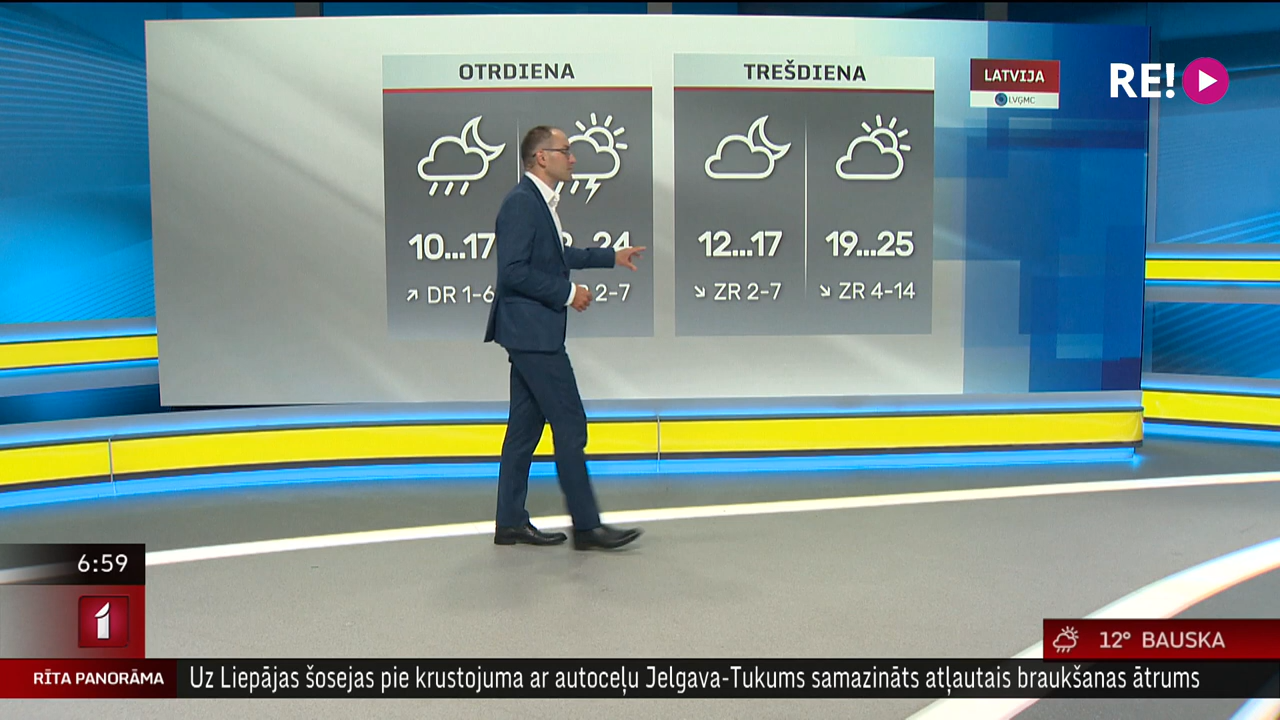 OTRDIENA
TREŠDIENA
LATVIJA
LVĢMC
RE!
10...17
24
12...17
19...25
DR 1-6
2-7
ZR 2-7
ZR 4-14
6:59
1
12° BAUSKA
RĪTA PANORĀMA
Uz Liepājas šosejas pie krustojuma ar autoceļu Jelgava-Tukums samazināts atļautais braukšanas ātrums